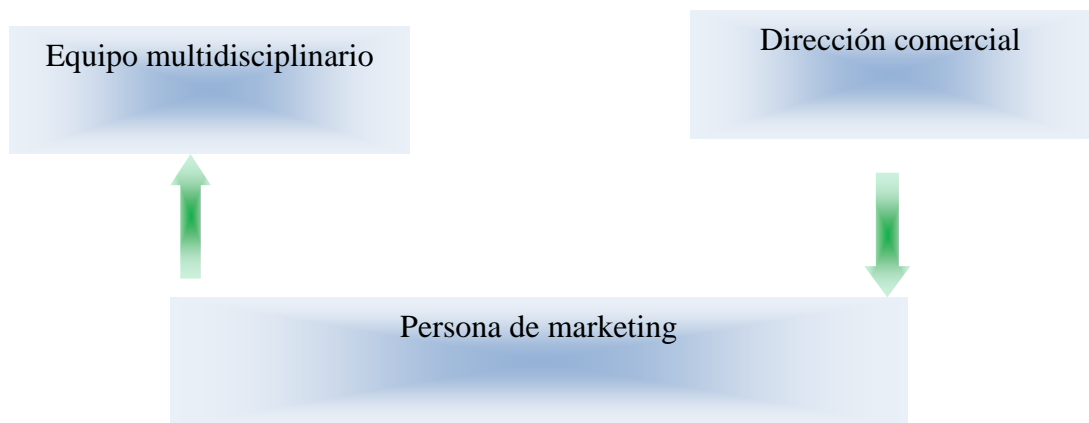 Equipo multidisciplinario
Dirección comercial
Persona de marketing